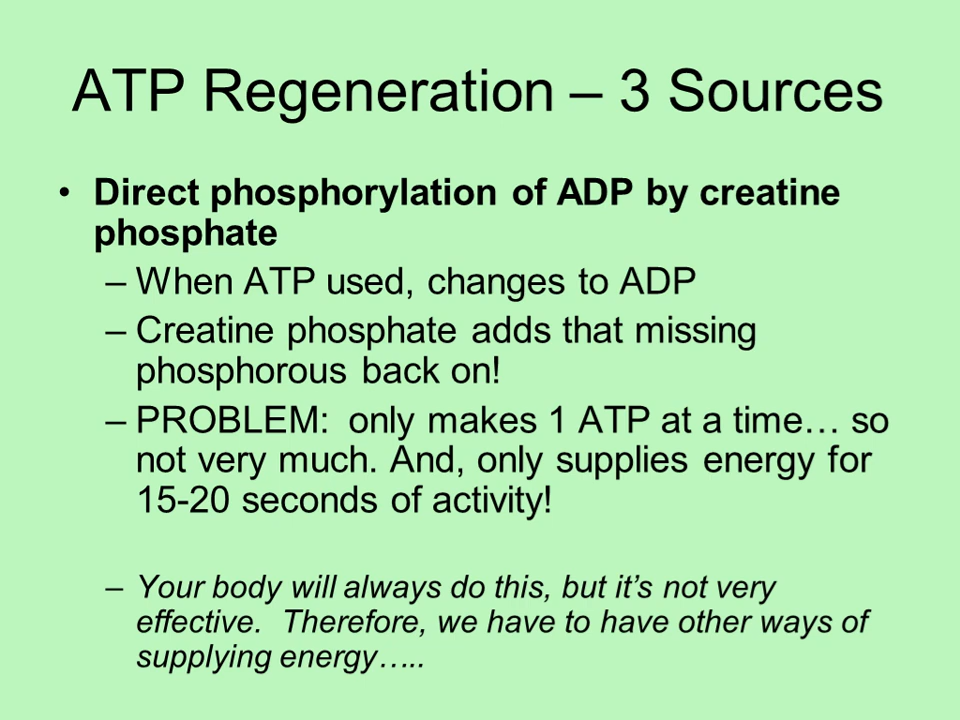 ATP Regeneration – 3 Sources
• Direct phosphorylation of ADP by creatine
phosphate
– When ATP used, changes to ADP
– Creatine phosphate adds that missing
phosphorous back on!
– PROBLEM:  only makes 1 ATP at a time… so
not very much. And, only supplies energy for
15-20 seconds of activity!
– Your body will always do this, but it’s not very
effective.  Therefore, we have to have other ways of
supplying energy…..